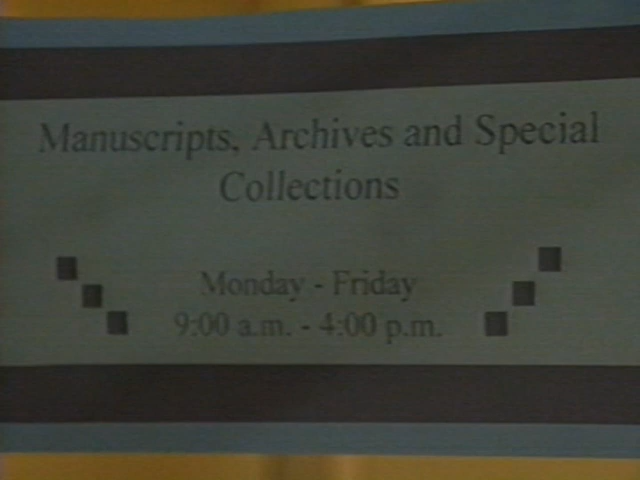 Manuscripts, Archives and Special
Collections
Monday - Friday
9:00 a.m. - 4:00 p.m.